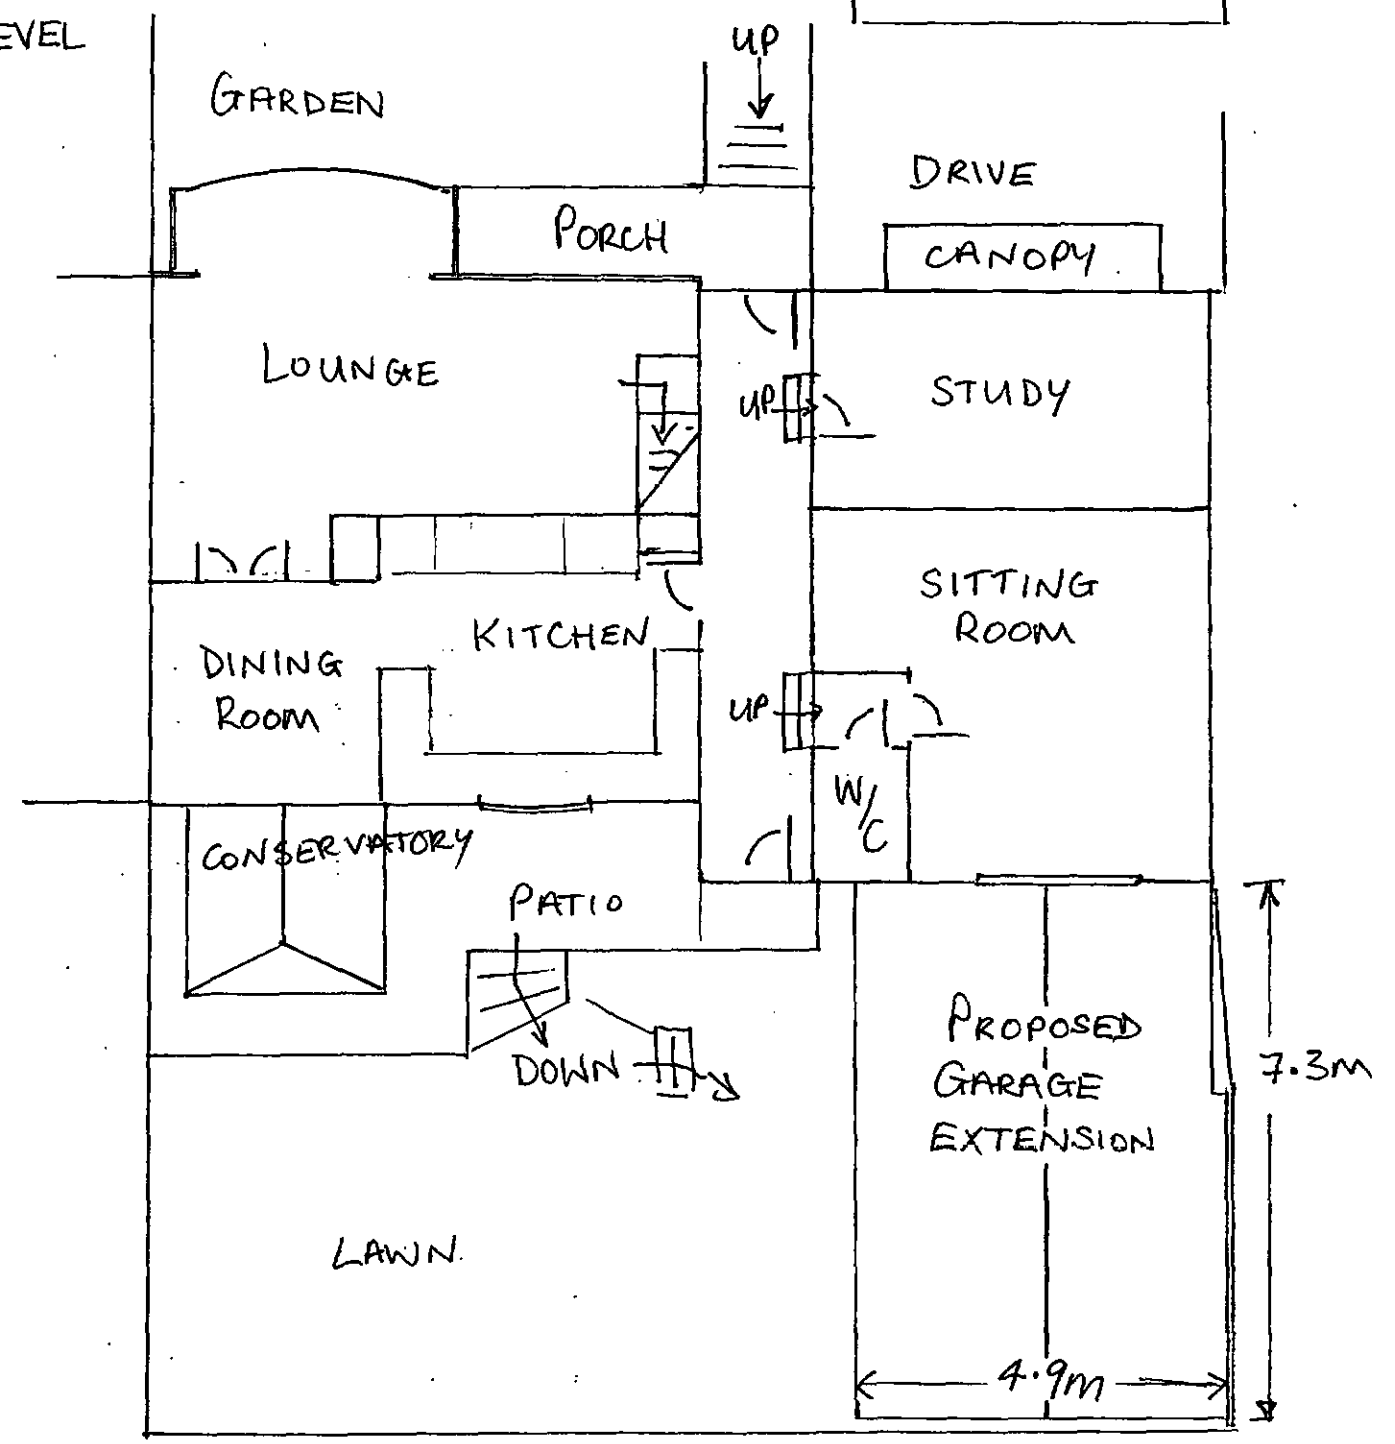 EVEL
UP
GARDEN
DRIVE
PORCH
CANOPY
LOUNGE
UP
STUDY
SITTING
ROOM
KITCHEN
DINING
ROOM
UP
W/C
CONSERVATORY
PATIO
PROPOSED
GARAGE
EXTENSION
DOWN
7.3M
LAWN
4.9M